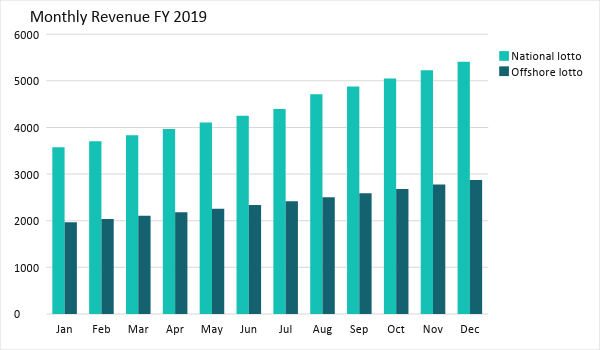 Monthly Revenue FY 2019
6000
5000
4000
3000
2000
1000
0
Jan Feb Mar Apr May Jun Jul Aug Sep Oct Nov Dec
National lotto
Offshore lotto